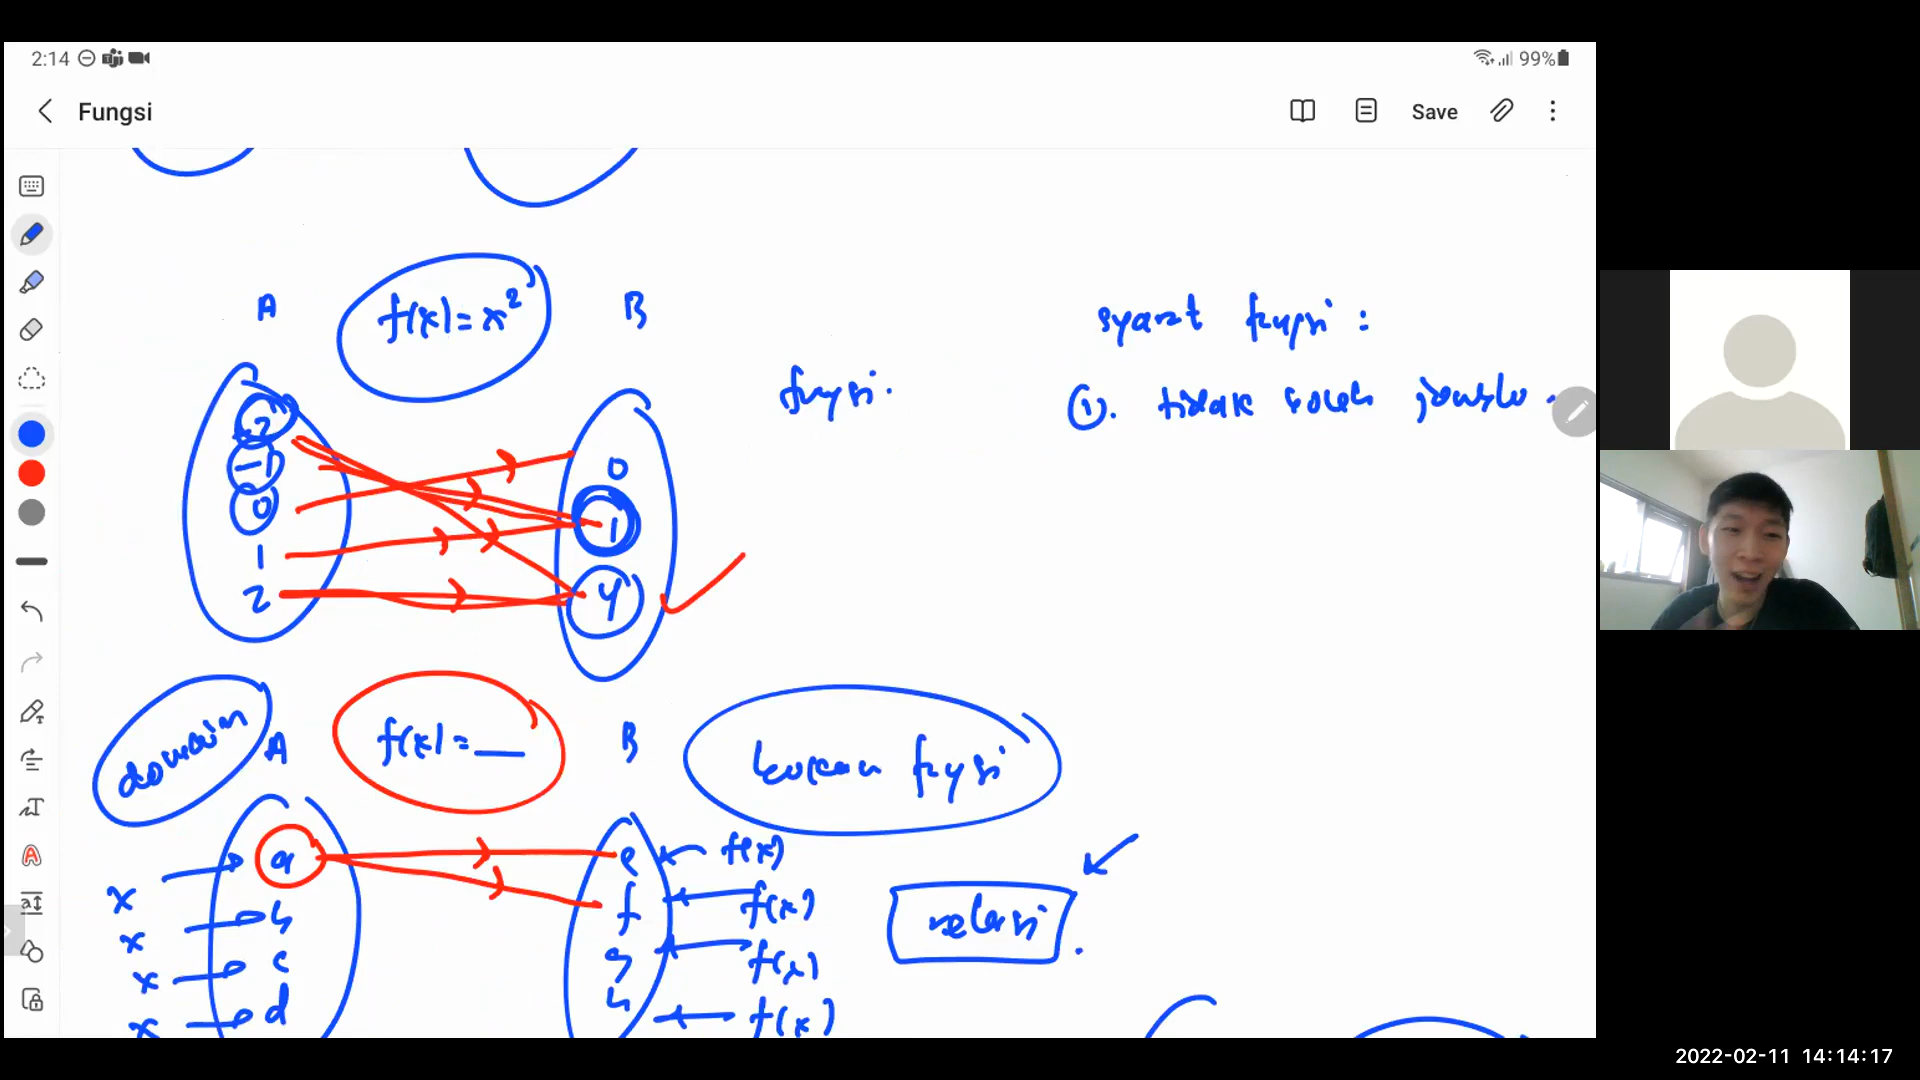 2:14 99%
Fungsi Save
A f(x)=x² B
syarat fungsi :
fungsi.
①. tidak boleh jomblo.
-2
-1
0
1
2
0
1
4
domain A f(x)=__ B bukan fungsi
x a e f(x)
x b f f(x)
x c g f(x)
x d h f(x)
relasi.
2022-02-11 14:14:17